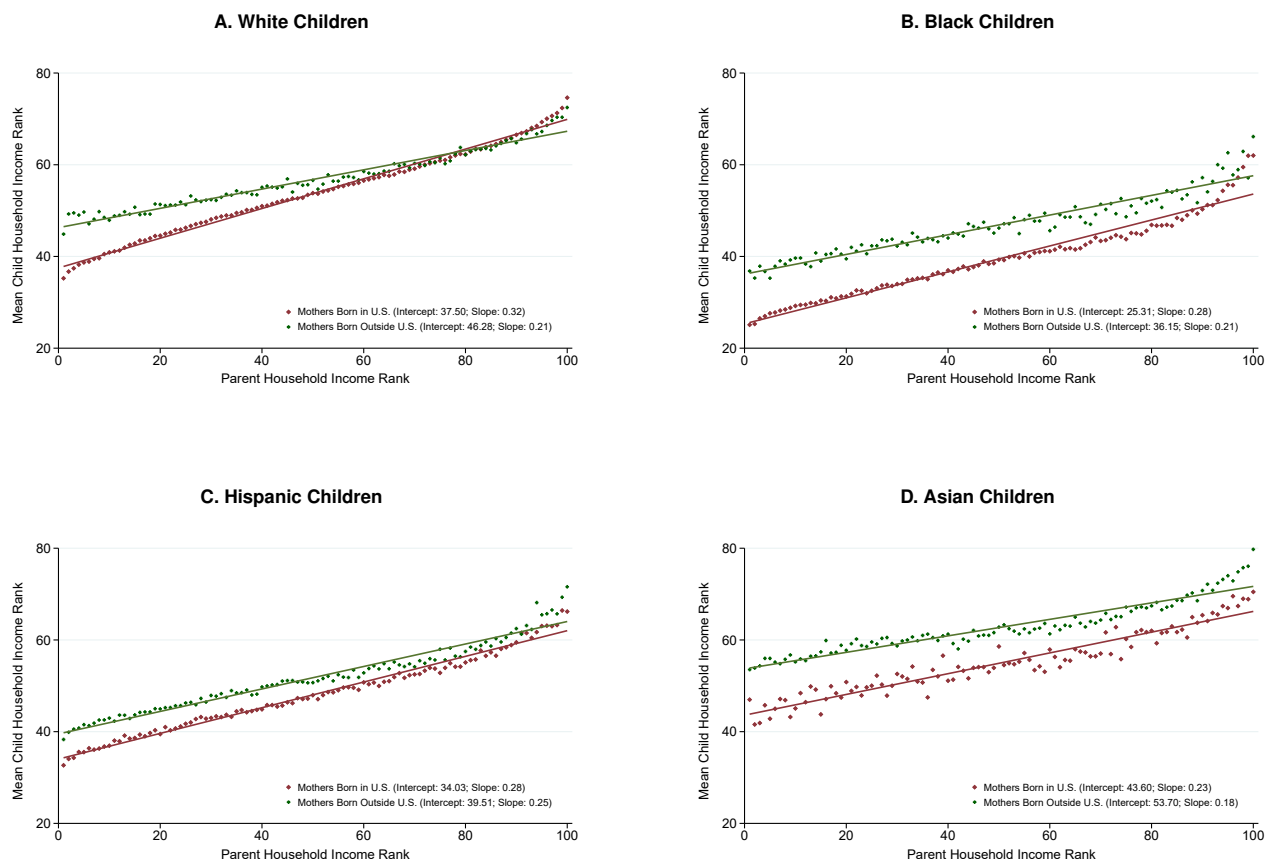 A. White Children
Mean Child Household Income Rank
80
60
40
20
Mothers Born in U.S. (Intercept: 37.50; Slope: 0.32)
Mothers Born Outside U.S. (Intercept: 46.28; Slope: 0.21)
0 20 40 60 80 100
Parent Household Income Rank
B. Black Children
Mean Child Household Income Rank
80
60
40
20
Mothers Born in U.S. (Intercept: 25.31; Slope: 0.28)
Mothers Born Outside U.S. (Intercept: 36.15; Slope: 0.21)
0 20 40 60 80 100
Parent Household Income Rank
C. Hispanic Children
Mean Child Household Income Rank
80
60
40
20
Mothers Born in U.S. (Intercept: 34.03; Slope: 0.28)
Mothers Born Outside U.S. (Intercept: 39.51; Slope: 0.25)
0 20 40 60 80 100
Parent Household Income Rank
D. Asian Children
Mean Child Household Income Rank
80
60
40
20
Mothers Born in U.S. (Intercept: 43.60; Slope: 0.23)
Mothers Born Outside U.S. (Intercept: 53.70; Slope: 0.18)
0 20 40 60 80 100
Parent Household Income Rank